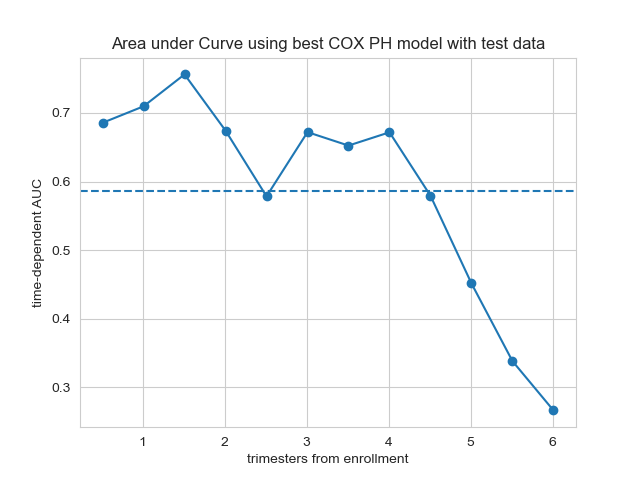 Area under Curve using best COX PH model with test data
time-dependent AUC
0.7
0.6
0.5
0.4
0.3
1 2 3 4 5 6
trimesters from enrollment